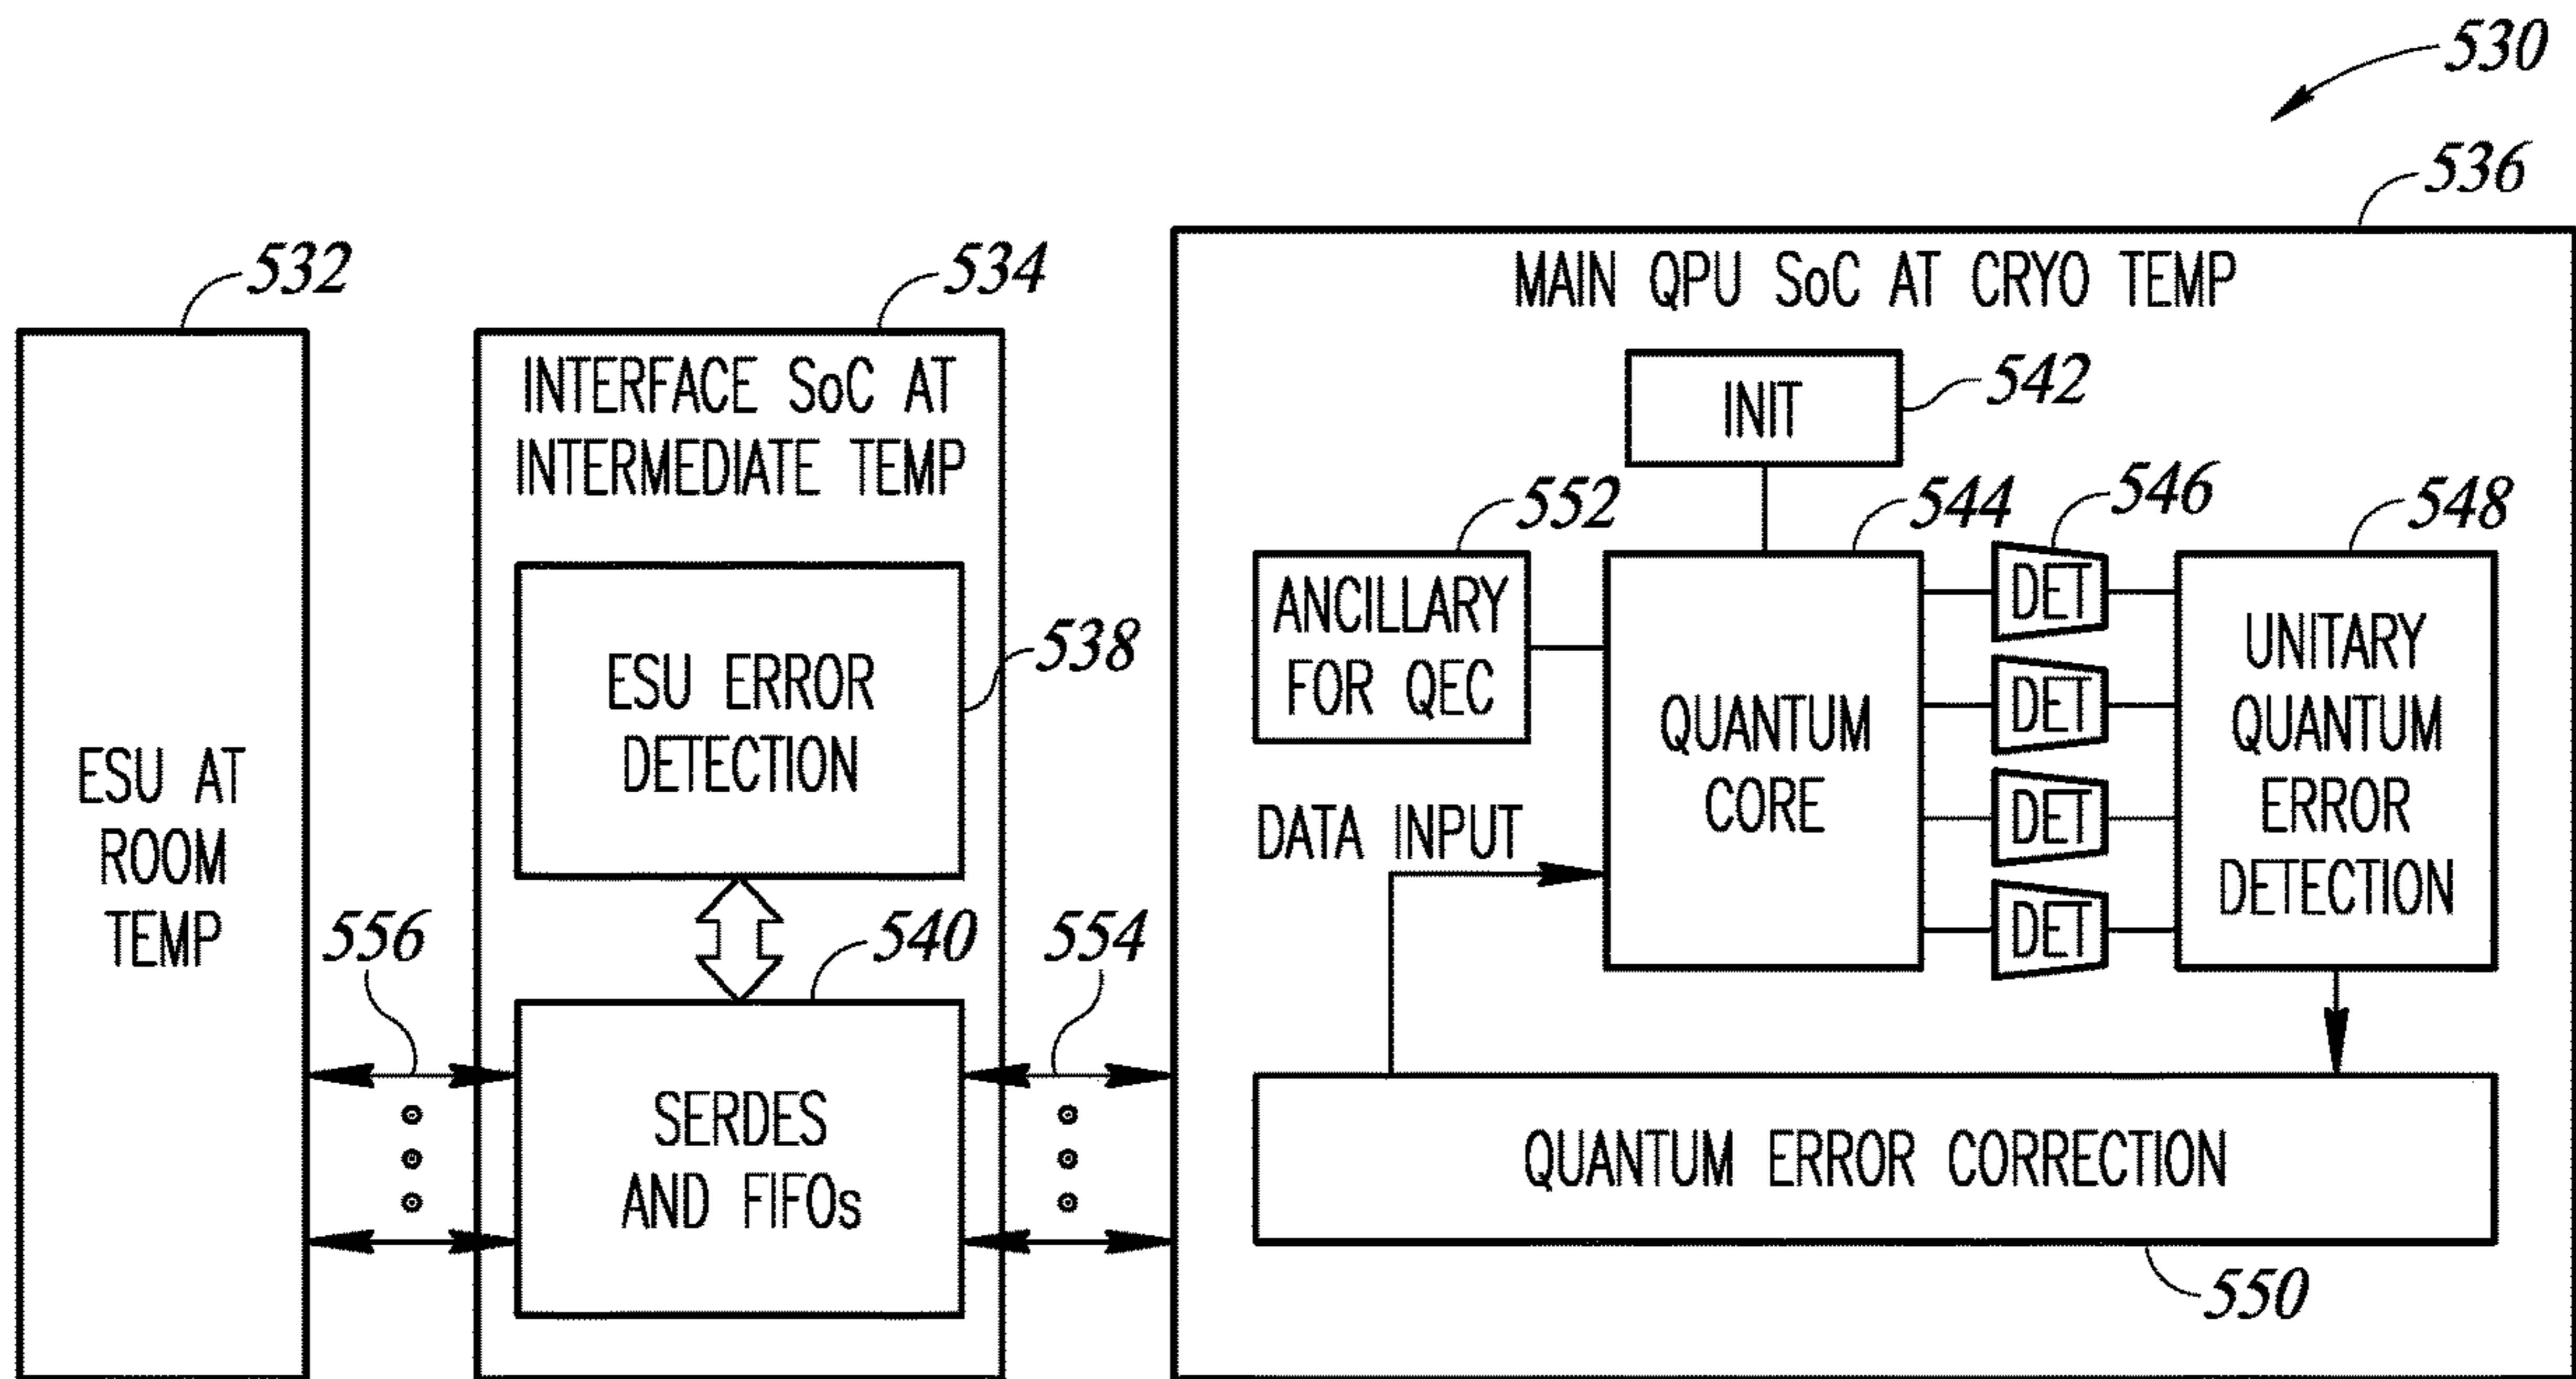 530
536
532
534
MAIN QPU SoC AT CRYO TEMP
INTERFACE SoC AT
INTERMEDIATE TEMP
INIT
542
552
544
546
548
ANCILLARY
FOR QEC
DET
DET
DET
DET
ESU ERROR
DETECTION
538
QUANTUM
CORE
UNITARY
QUANTUM
ERROR
DETECTION
ESU AT
ROOM
TEMP
DATA INPUT
556
540
554
SERDES
AND FIFOs
QUANTUM ERROR CORRECTION
550